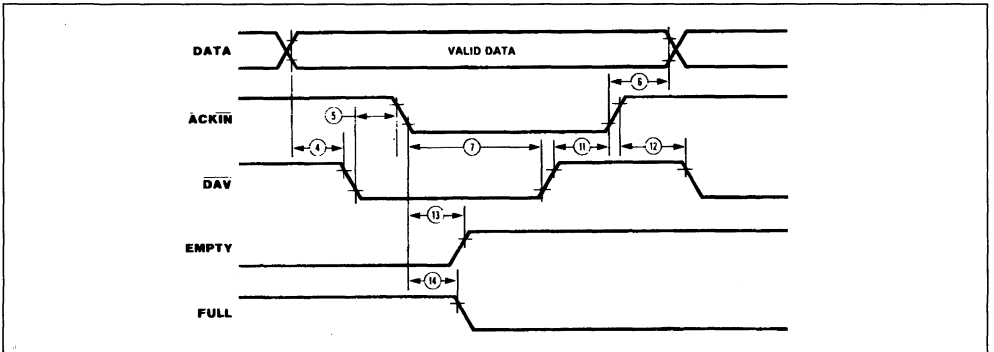 DATA
VALID DATA
6
ACKIN
5
4
7
11
12
DAV
13
EMPTY
14
FULL